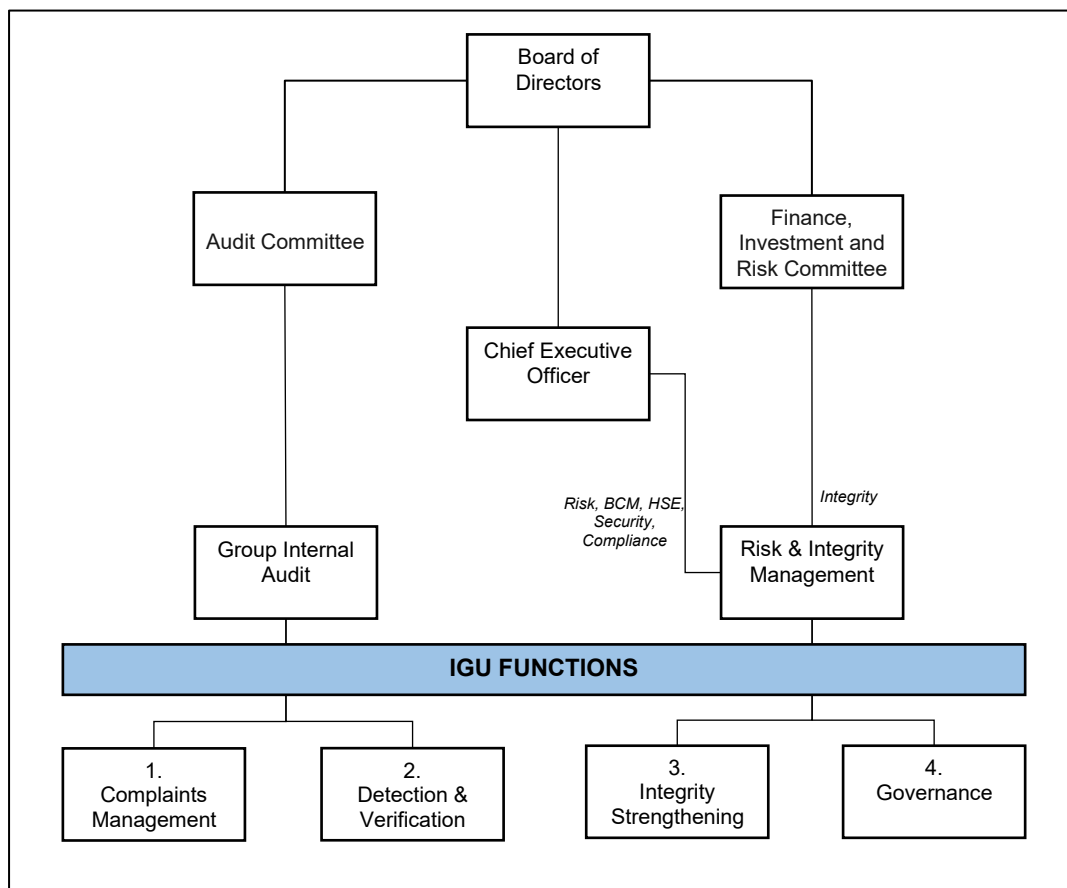 Board of
Directors
Audit Committee
Finance,
Investment and
Risk Committee
Chief Executive
Officer
Risk, BCM, HSE,
Security,
Compliance
Integrity
Group Internal
Audit
Risk & Integrity
Management
IGU FUNCTIONS
1.
Complaints
Management
2.
Detection &
Verification
3.
Integrity
Strengthening
4.
Governance